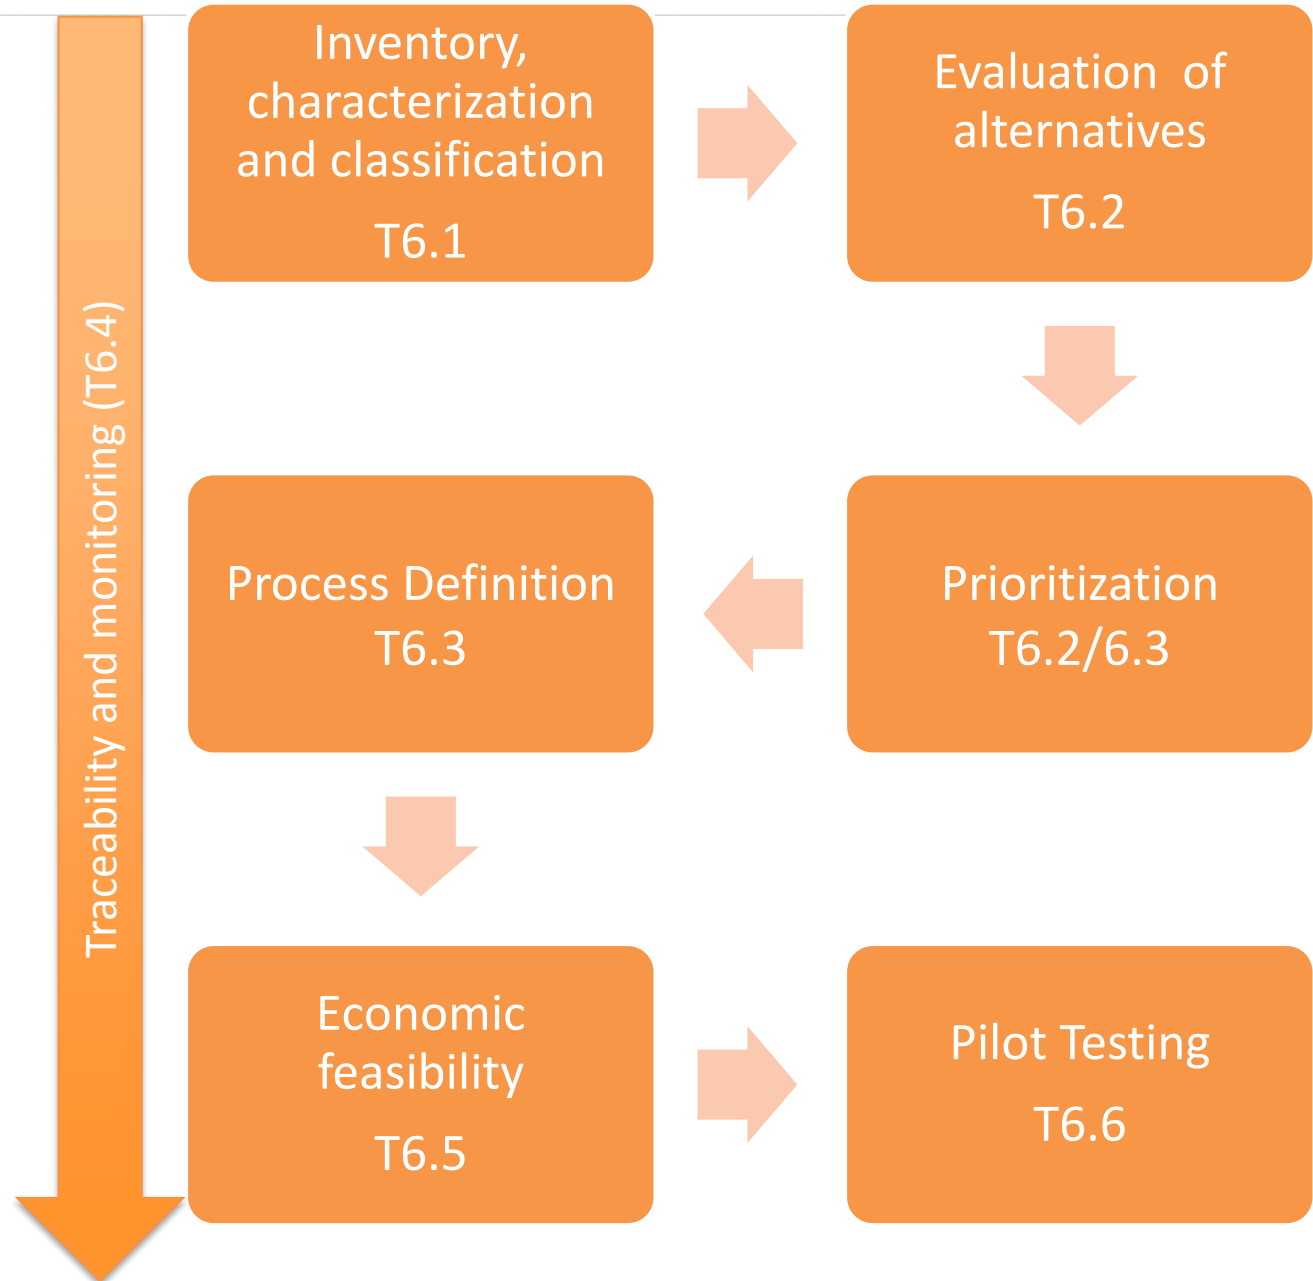 Inventory,
characterization
and classification
T6.1
Evaluation of
alternatives
T6.2
Traceability and monitoring (T6.4)
Process Definition
T6.3
Prioritization
T6.2/6.3
Economic
feasibility
T6.5
Pilot Testing
T6.6